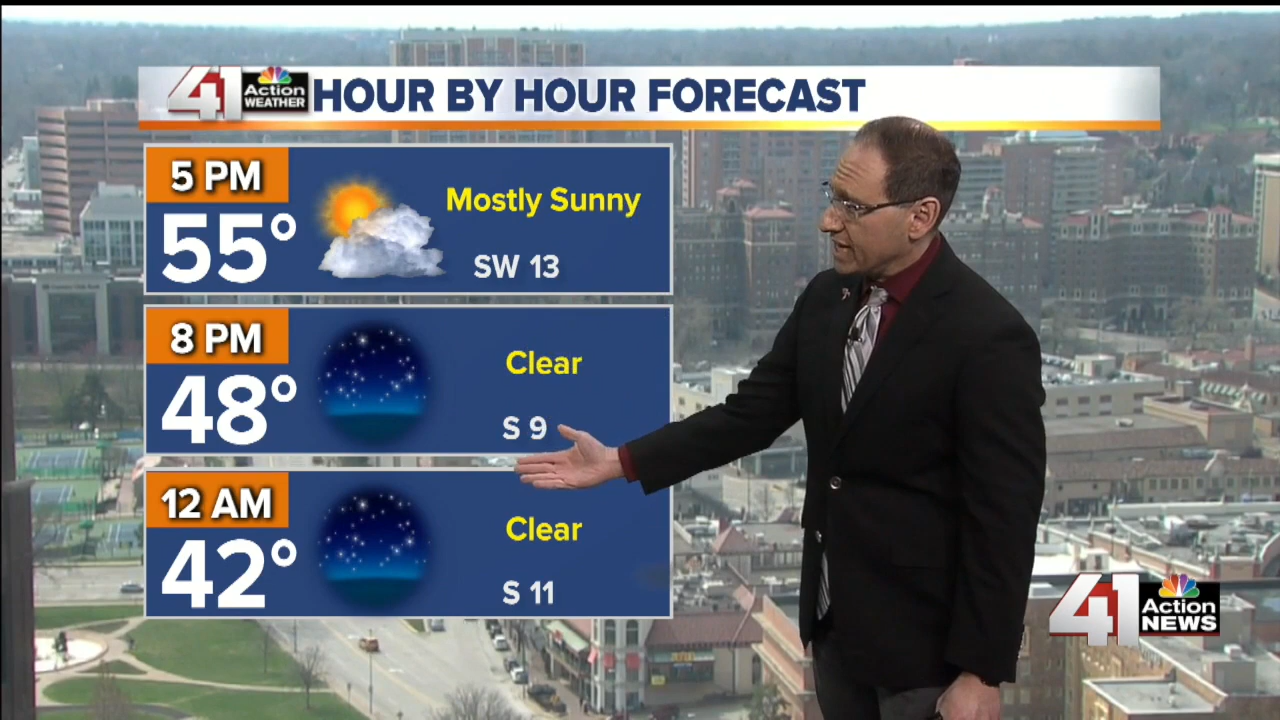 41 Action WEATHER HOUR BY HOUR FORECAST
5 PM
55°
Mostly Sunny
SW 13
8 PM
48°
Clear
S 9
12 AM
42°
Clear
S 11
41 Action NEWS